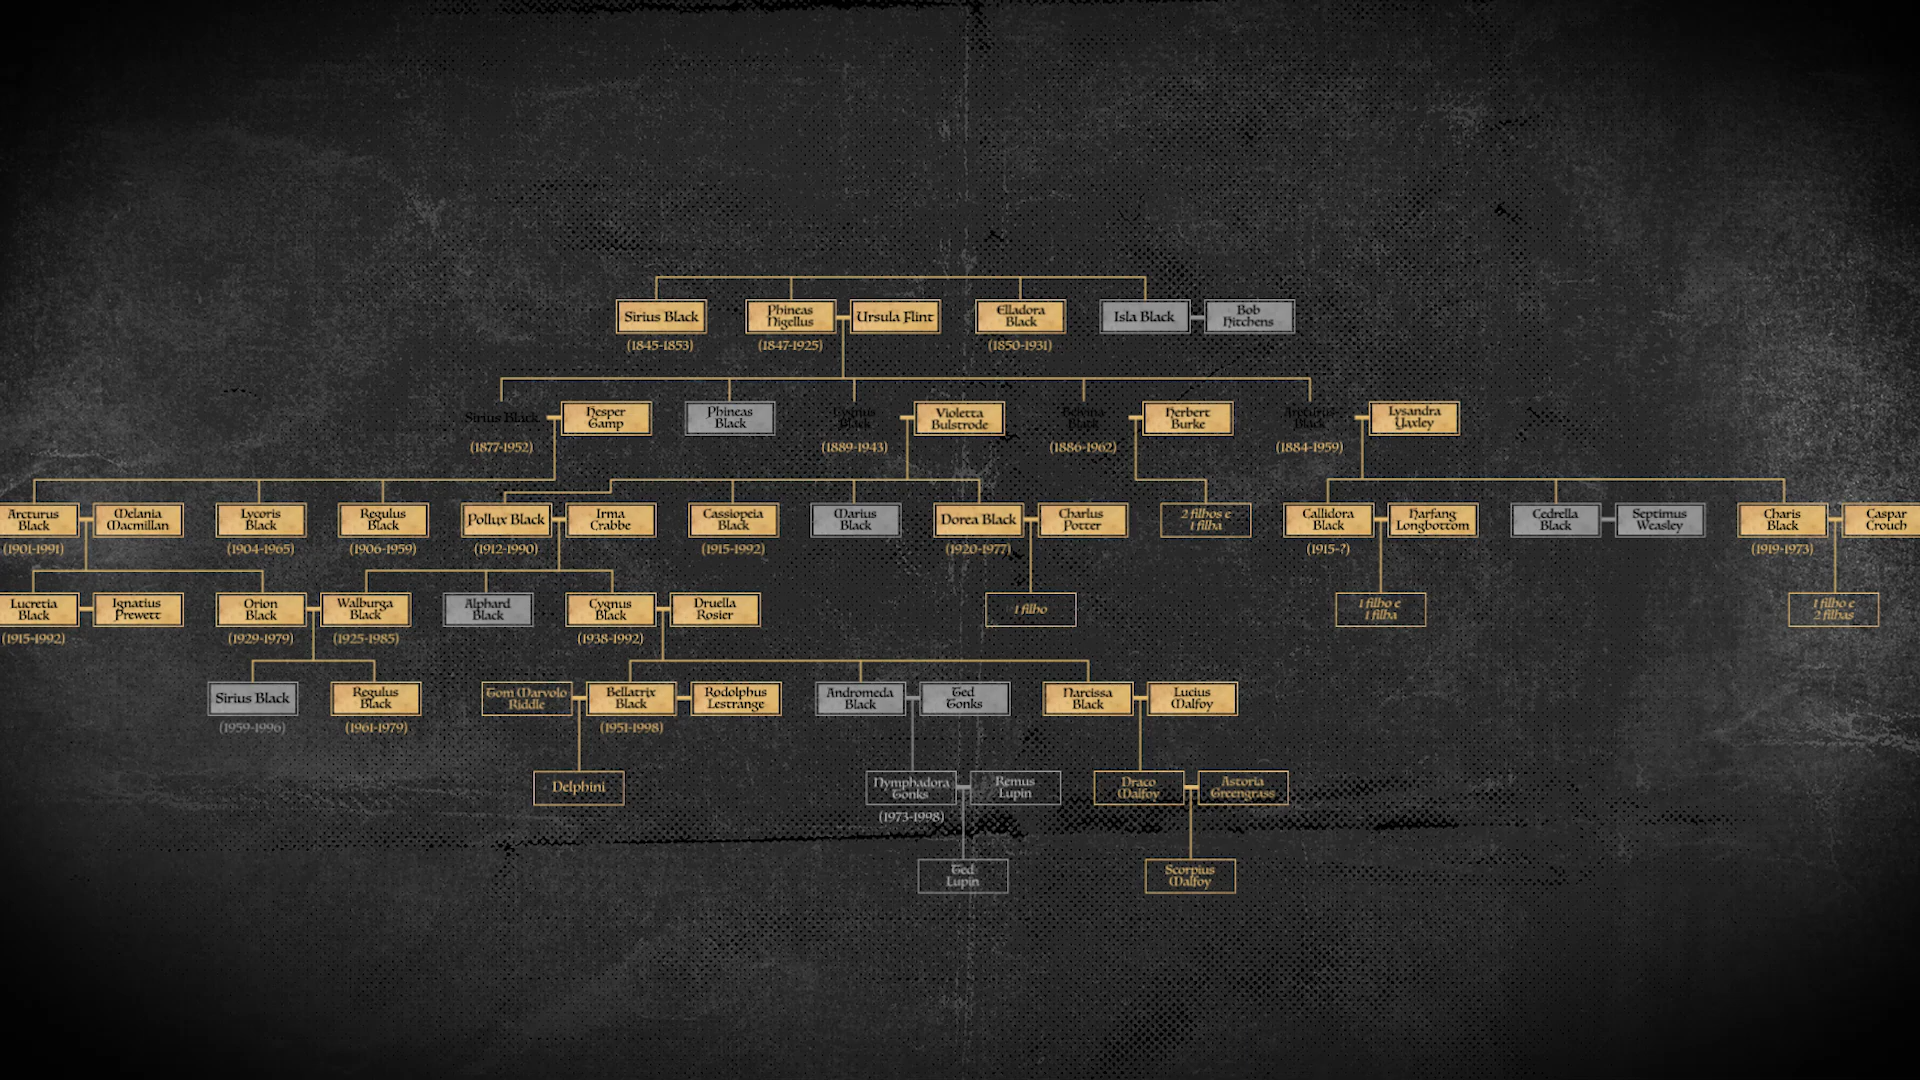 Sirius Black
Phineas
Nigellus
Ursula Flint
Elladora
Black
Isla Black
Bob
Hitchens
(1845-1853)
(1847-1925)
(1850-1931)
Sirius Black
Hesper
Gamp
Phineas
Black
Cygnus
Black
Violetta
Bulstrode
Belvina
Black
Herbert
Burke
Arcturus
Black
Lysandra
Yaxley
(1877-1952)
(1889-1943)
(1886-1962)
(1884-1959)
Arcturus
Black
Melania
Macmillan
Lycoris
Black
Regulus
Black
Pollux Black
Irma
Crabbe
Cassiopeia
Black
Marius
Black
Dorea Black
Charlus
Potter
2 filhos e
1 filha
Callidora
Black
Harfang
Longbottom
Cedrella
Black
Septimus
Weasley
Charis
Black
Caspar
Crouch
(1901-1991)
(1904-1965)
(1906-1959)
(1912-1990)
(1915-1992)
(1920-1977)
(1915-?)
(1919-1973)
Lucretia
Black
Ignatius
Prewett
Orion
Black
Walburga
Black
Alphard
Black
Cygnus
Black
Druella
Rosier
1 filho
1 filho e
1 filha
1 filho e
2 filhas
(1915-1992)
(1929-1979)
(1925-1985)
(1938-1992)
Sirius Black
Regulus
Black
Tom Marvolo
Riddle
Bellatrix
Black
Rodolphus
Lestrange
Andromeda
Black
Ted
Tonks
Narcissa
Black
Lucius
Malfoy
(1959-1996)
(1961-1979)
(1951-1998)
Delphini
Nymphadora
Tonks
Remus
Lupin
Draco
Malfoy
Astoria
Greengrass
(1973-1998)
Ted
Lupin
Scorpius
Malfoy